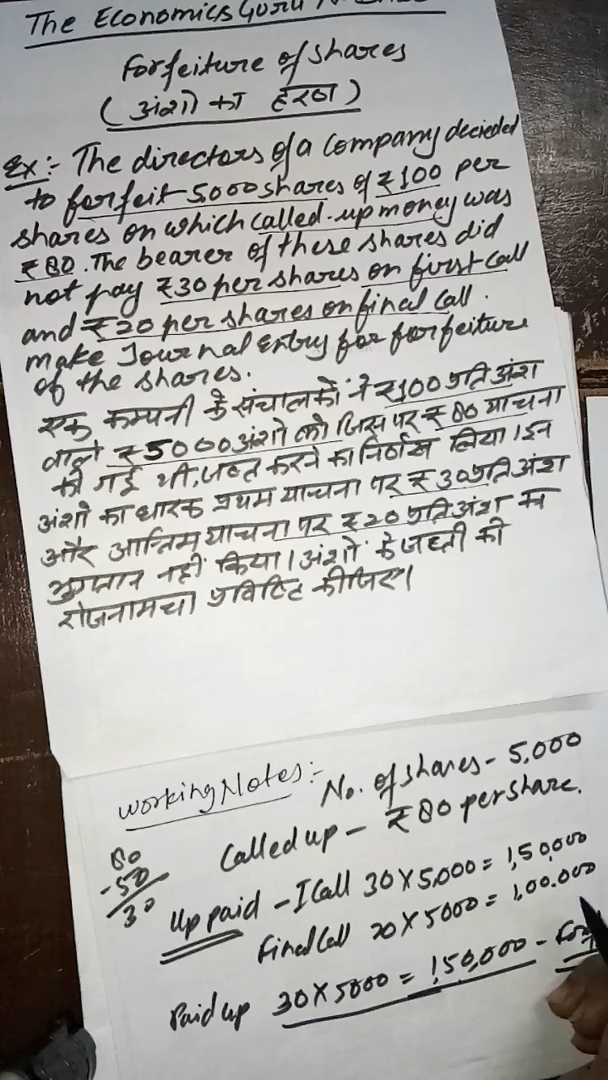 The Economics Guru
Forfeiture of shares
(अंशो का हरण)
Ex:- The directors of a company decieded
to forfeit 5,000 shares of ₹100 per
shares on which called-up money was
₹80. The bearer of these shares did
not pay ₹30 per shares on first call
and ₹20 per shares on final call.
make Journal Entry for forfeiture
of the shares.
एक कम्पनी के संचालकों ने ₹100 प्रति अंश
वाले ₹5000 अंशो को जिस पर ₹80 याचना
की गई थी, जब्त करने का निर्णय लिया। इन
अंशो का धारक प्रथम याचना पर ₹30 प्रति अंश
और अन्तिम याचना पर ₹20 प्रति अंश का
भुगतान नहीं किया। अंशो के जब्ती की
रोजनामचा प्रविष्टि कीजिए।
Working Notes:-
No. of shares - 5,000
Called up - ₹80 per share.
80
-50
30
Up paid - I Call 30 X 5,000 = 1,50,000
Final Call 20 X 5000 = 1,00,000
Paid up 30 X 5000 = 1,50,000 -